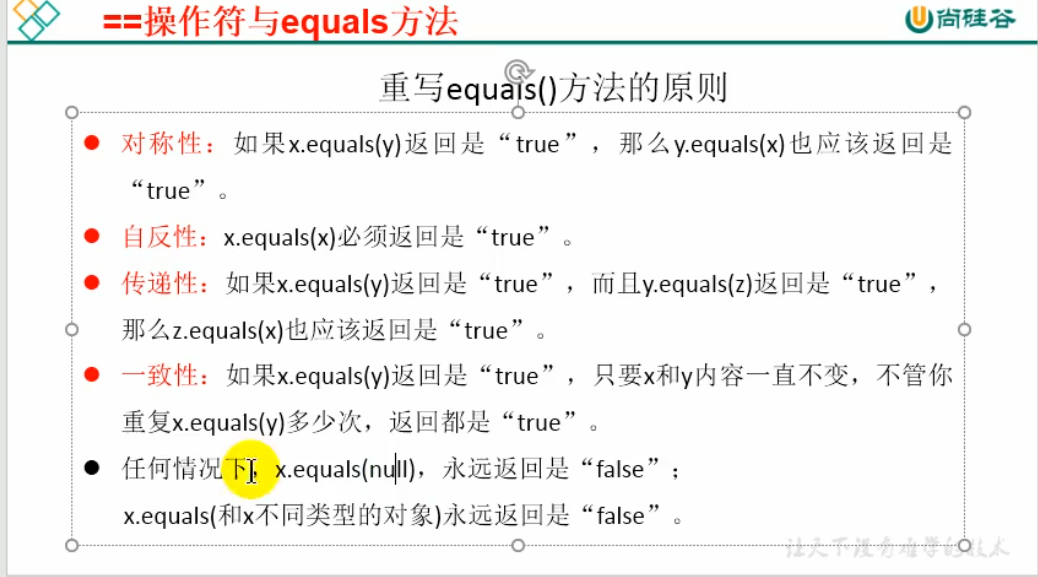 ==操作符与equals方法
尚硅谷
重写equals()方法的原则
对称性：如果x.equals(y)返回是“true”，那么y.equals(x)也应该返回是
“true”。
自反性：x.equals(x)必须返回是“true”。
传递性：如果x.equals(y)返回是“true”，而且y.equals(z)返回是“true”，
那么z.equals(x)也应该返回是“true”。
一致性：如果x.equals(y)返回是“true”，只要x和y内容一直不变，不管你
重复x.equals(y)多少次，返回都是“true”。
任何情况下，x.equals(null)，永远返回是“false”；
x.equals(和x不同类型的对象)永远返回是“false”。
让天下没有难学的技术